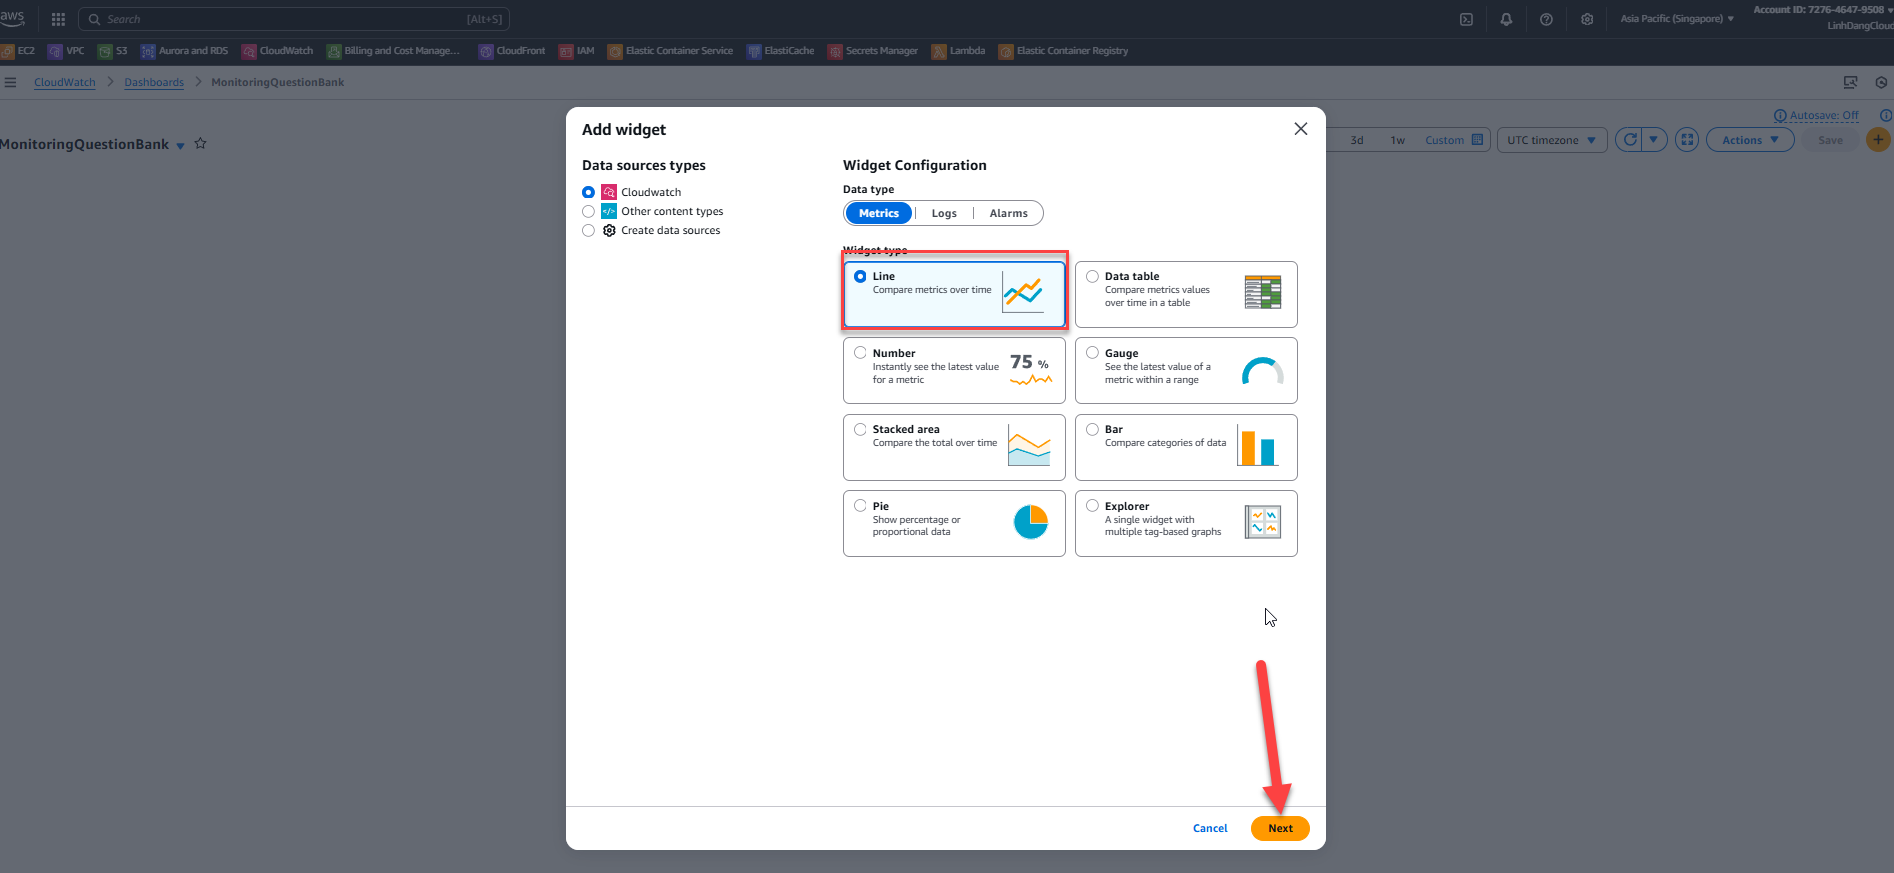 aws
Search [Alt+S]
Asia Pacific (Singapore)
Account ID: 7276-4647-9508
LinhDangCloud
EC2 VPC S3 Aurora and RDS CloudWatch Billing and Cost Manage... CloudFront IAM Elastic Container Service ElastiCache Secrets Manager Lambda Elastic Container Registry
CloudWatch Dashboards MonitoringQuestionBank
Autosave: Off
MonitoringQuestionBank
3d 1w Custom UTC timezone Actions Save
Add widget
Data sources types
Cloudwatch
Other content types
Create data sources
Widget Configuration
Data type
Metrics Logs Alarms
Widget type
Line
Compare metrics over time
Data table
Compare metrics values
over time in a table
Number
Instantly see the latest value
for a metric
75 %
Gauge
See the latest value of a
metric within a range
Stacked area
Compare the total over time
Bar
Compare categories of data
Pie
Show percentage or
proportional data
Explorer
A single widget with
multiple tag-based graphs
Cancel Next